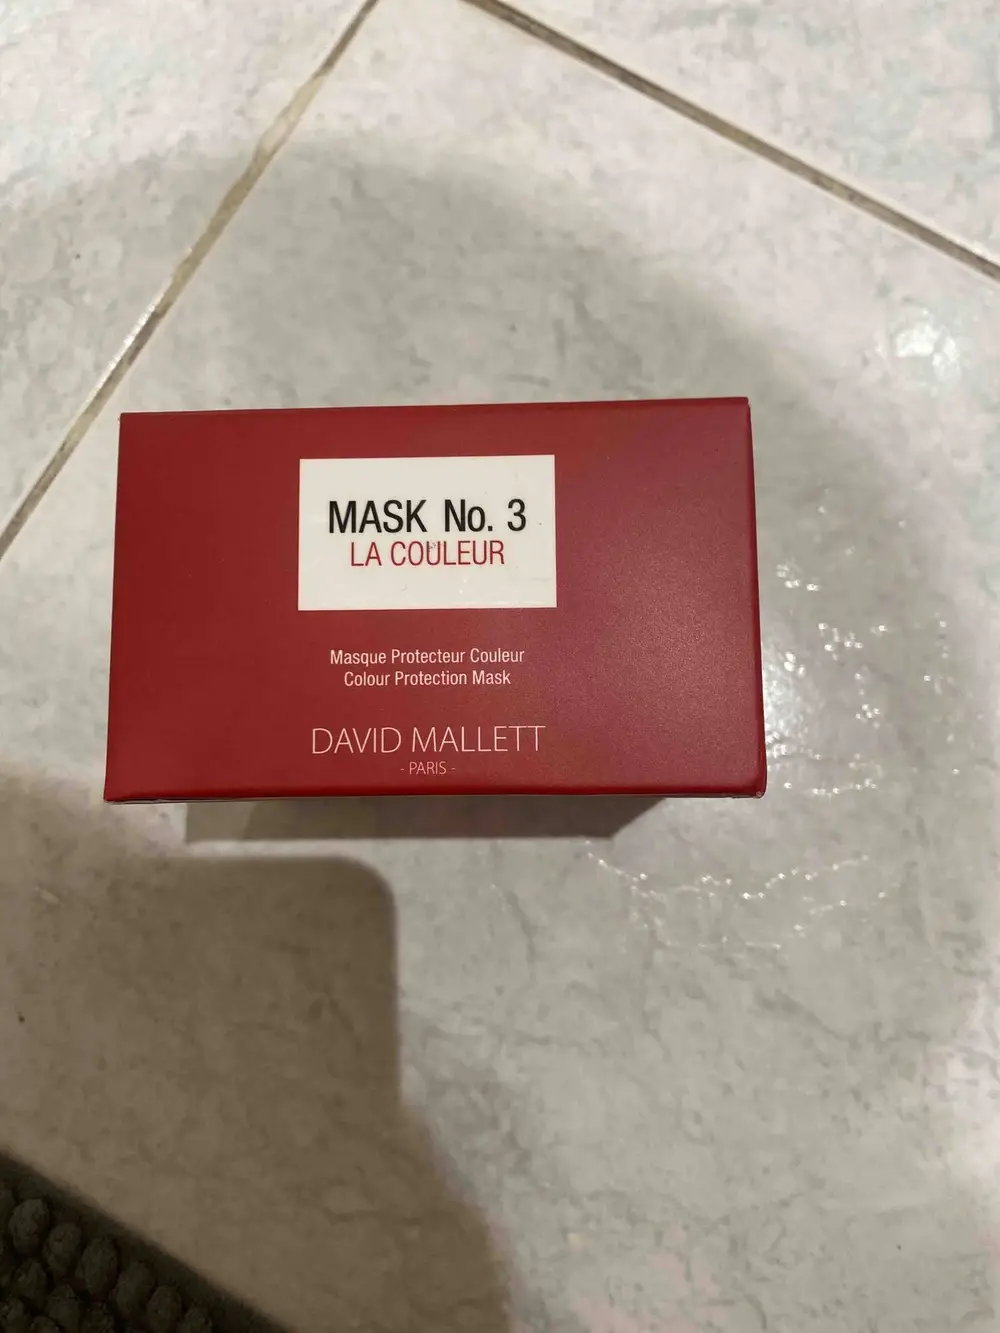 MASK No. 3
LA COULEUR
Masque Protecteur Couleur
Colour Protection Mask
DAVID MALLETT
- PARIS -